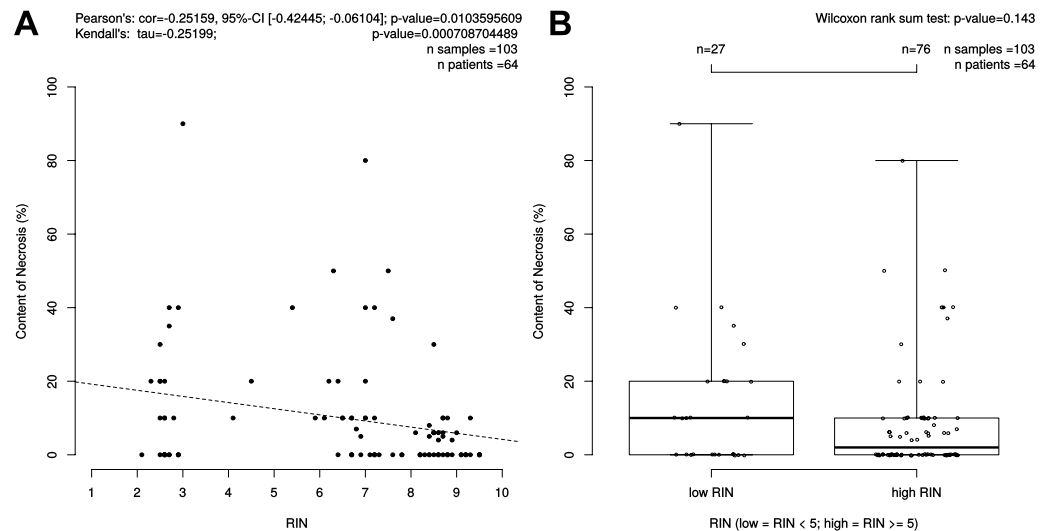 A
Pearson's: cor=-0.25159, 95%-CI [-0.42445; -0.06104]; p-value=0.0103595609
Kendall's: tau=-0.25199; p-value=0.000708704489
n samples =103
n patients =64
Content of Necrosis (%)
100
80
60
40
20
0
1 2 3 4 5 6 7 8 9 10
RIN
B
Wilcoxon rank sum test: p-value=0.143
n=27 n=76 n samples =103
n patients =64
Content of Necrosis (%)
100
80
60
40
20
0
low RIN high RIN
RIN (low = RIN < 5; high = RIN >= 5)